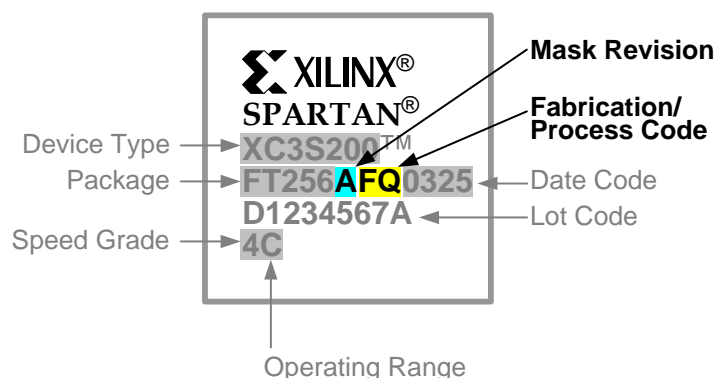 XILINX®
SPARTAN®
XC3S200™
FT256AFQ0325
D1234567A
4C
Mask Revision
Fabrication/
Process Code
Device Type
Package
Date Code
Lot Code
Speed Grade
Operating Range